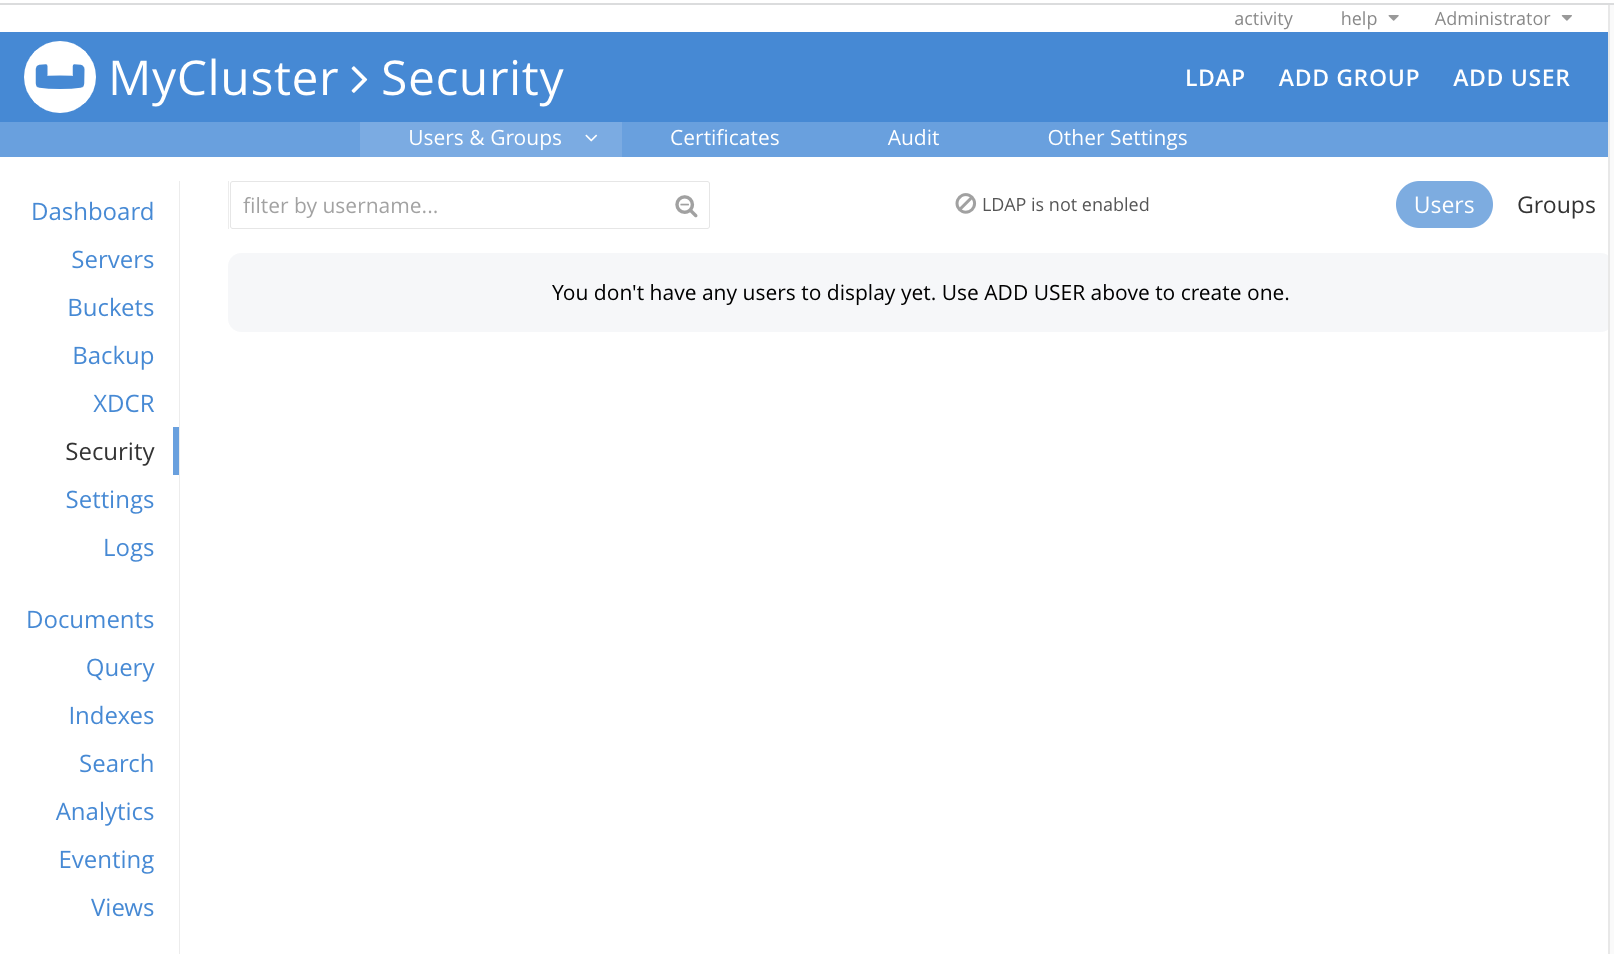 activity help Administrator
MyCluster > Security LDAP ADD GROUP ADD USER
Users & Groups Certificates Audit Other Settings
filter by username... LDAP is not enabled Users Groups
You don't have any users to display yet. Use ADD USER above to create one.
Dashboard
Servers
Buckets
Backup
XDCR
Security
Settings
Logs
Documents
Query
Indexes
Search
Analytics
Eventing
Views